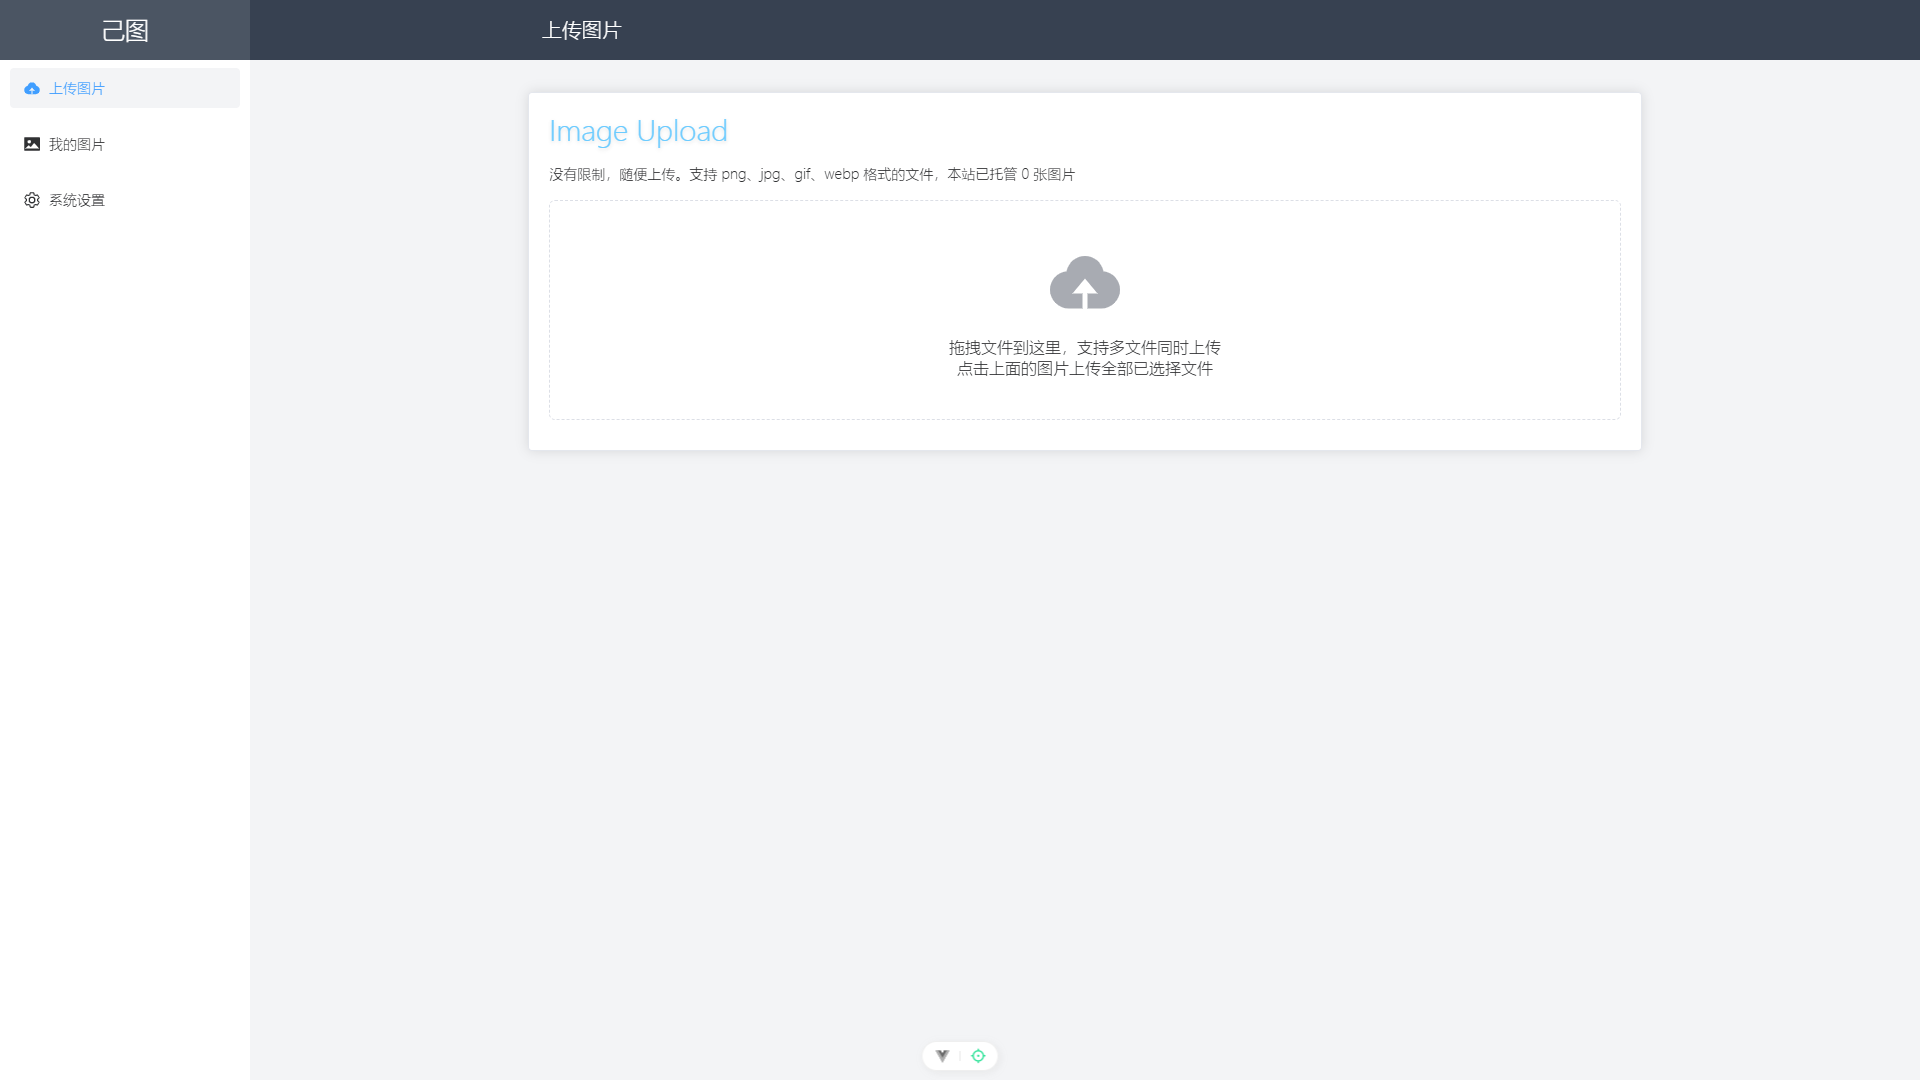 己图
上传图片
上传图片
我的图片
系统设置
Image Upload
没有限制，随便上传。支持 png、jpg、gif、webp 格式的文件，本站已托管 0 张图片
拖拽文件到这里，支持多文件同时上传
点击上面的图片上传全部已选择文件